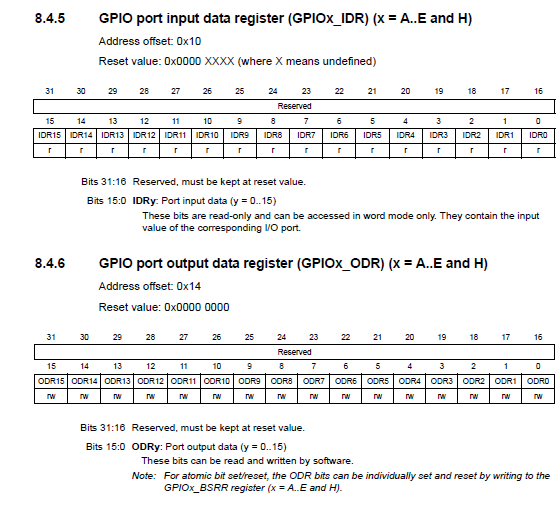 8.4.5 GPIO port input data register (GPIOx_IDR) (x = A..E and H)
Address offset: 0x10
Reset value: 0x0000 XXXX (where X means undefined)
31 30 29 28 27 26 25 24 23 22 21 20 19 18 17 16
Reserved
15 14 13 12 11 10 9 8 7 6 5 4 3 2 1 0
IDR15 IDR14 IDR13 IDR12 IDR11 IDR10 IDR9 IDR8 IDR7 IDR6 IDR5 IDR4 IDR3 IDR2 IDR1 IDR0
r r r r r r r r r r r r r r r r
Bits 31:16 Reserved, must be kept at reset value.
Bits 15:0 IDRy: Port input data (y = 0..15)
These bits are read-only and can be accessed in word mode only. They contain the input
value of the corresponding I/O port.
8.4.6 GPIO port output data register (GPIOx_ODR) (x = A..E and H)
Address offset: 0x14
Reset value: 0x0000 0000
31 30 29 28 27 26 25 24 23 22 21 20 19 18 17 16
Reserved
15 14 13 12 11 10 9 8 7 6 5 4 3 2 1 0
ODR15 ODR14 ODR13 ODR12 ODR11 ODR10 ODR9 ODR8 ODR7 ODR6 ODR5 ODR4 ODR3 ODR2 ODR1 ODR0
rw rw rw rw rw rw rw rw rw rw rw rw rw rw rw rw
Bits 31:16 Reserved, must be kept at reset value.
Bits 15:0 ODRy: Port output data (y = 0..15)
These bits can be read and written by software.
Note: For atomic bit set/reset, the ODR bits can be individually set and reset by writing to the
GPIOx_BSRR register (x = A..E and H).